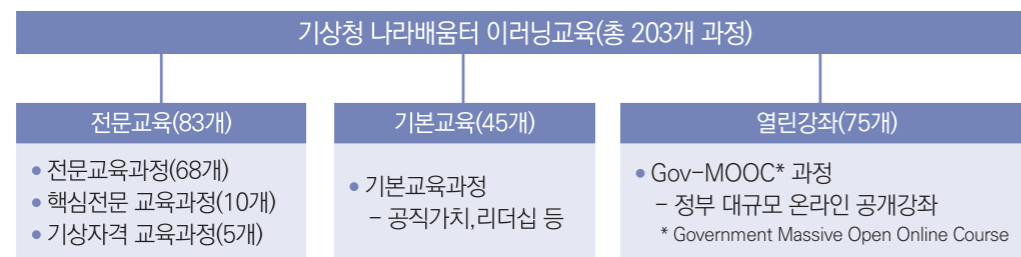 기상청 나라배움터 이러닝교육(총 203개 과정)
전문교육(83개)
• 전문교육과정(68개)
• 핵심전문 교육과정(10개)
• 기상자격 교육과정(5개)
기본교육(45개)
• 기본교육과정
- 공직가치,리더십 등
열린강좌(75개)
• Gov-MOOC* 과정
- 정부 대규모 온라인 공개강좌
* Government Massive Open Online Course